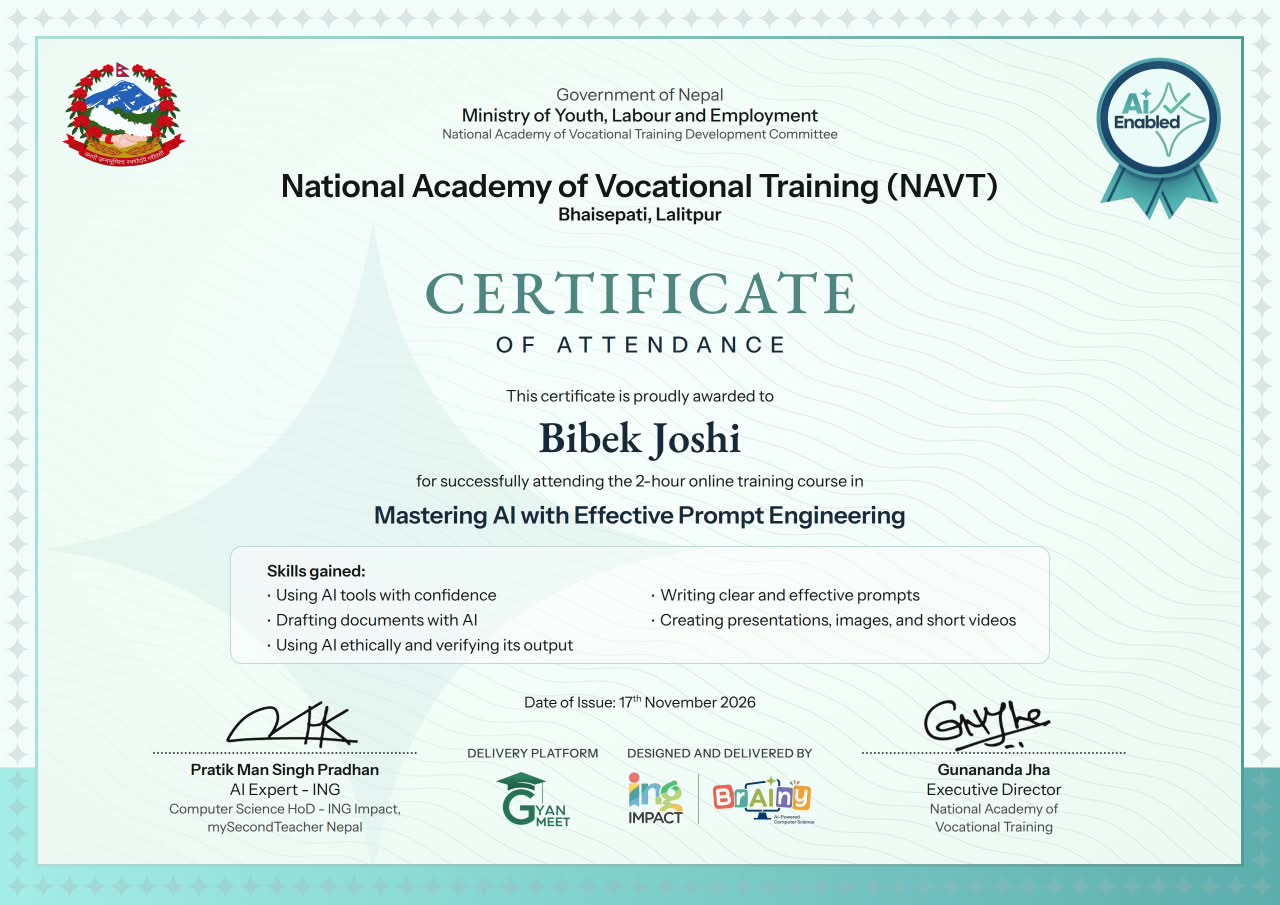 Government of Nepal
Ministry of Youth, Labour and Employment
National Academy of Vocational Training Development Committee
National Academy of Vocational Training (NAVT)
Bhaisepati, Lalitpur
Ai
Enabled
CERTIFICATE
OF ATTENDANCE
This certificate is proudly awarded to
Bibek Joshi
for successfully attending the 2-hour online training course in
Mastering AI with Effective Prompt Engineering
Skills gained:
· Using AI tools with confidence
· Drafting documents with AI
· Using AI ethically and verifying its output
· Writing clear and effective prompts
· Creating presentations, images, and short videos
Date of Issue: 17th November 2026
Pratik Man Singh Pradhan
AI Expert - ING
Computer Science HoD - ING Impact,
mySecondTeacher Nepal
DELIVERY PLATFORM
GYAN
MEET
DESIGNED AND DELIVERED BY
ing
IMPACT
BrAiny
AI-Powered
Computer Science
Gunananda Jha
Executive Director
National Academy of
Vocational Training